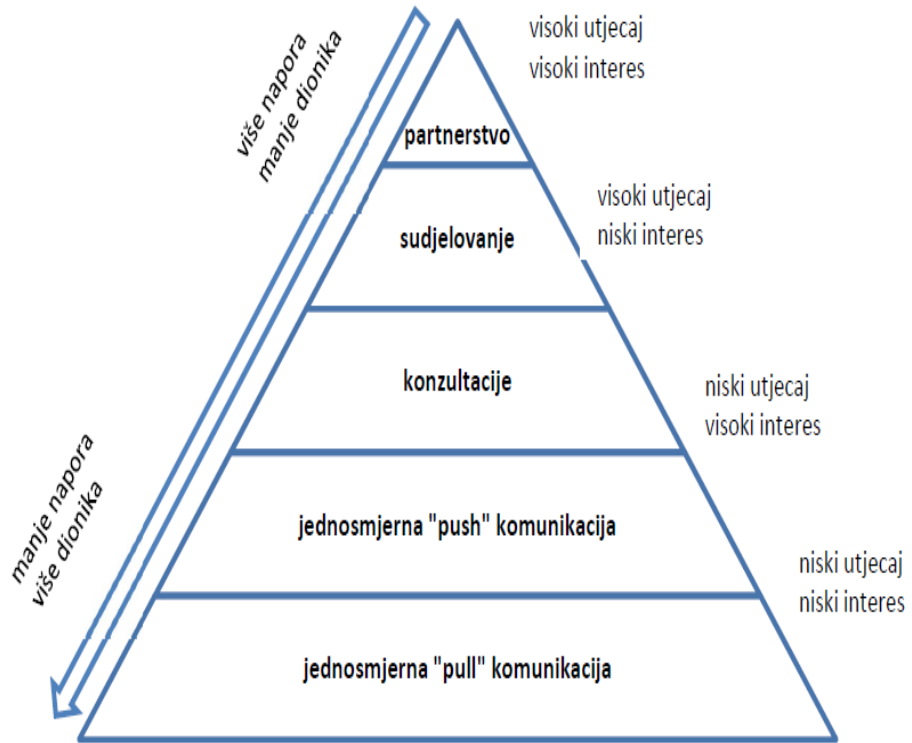 visoki utjecaj
visoki interes
više napora
manje dionika
partnerstvo
visoki utjecaj
niski interes
sudjelovanje
konzultacije
niski utjecaj
visoki interes
manje napora
više dionika
jednosmjerna "push" komunikacija
niski utjecaj
niski interes
jednosmjerna "pull" komunikacija